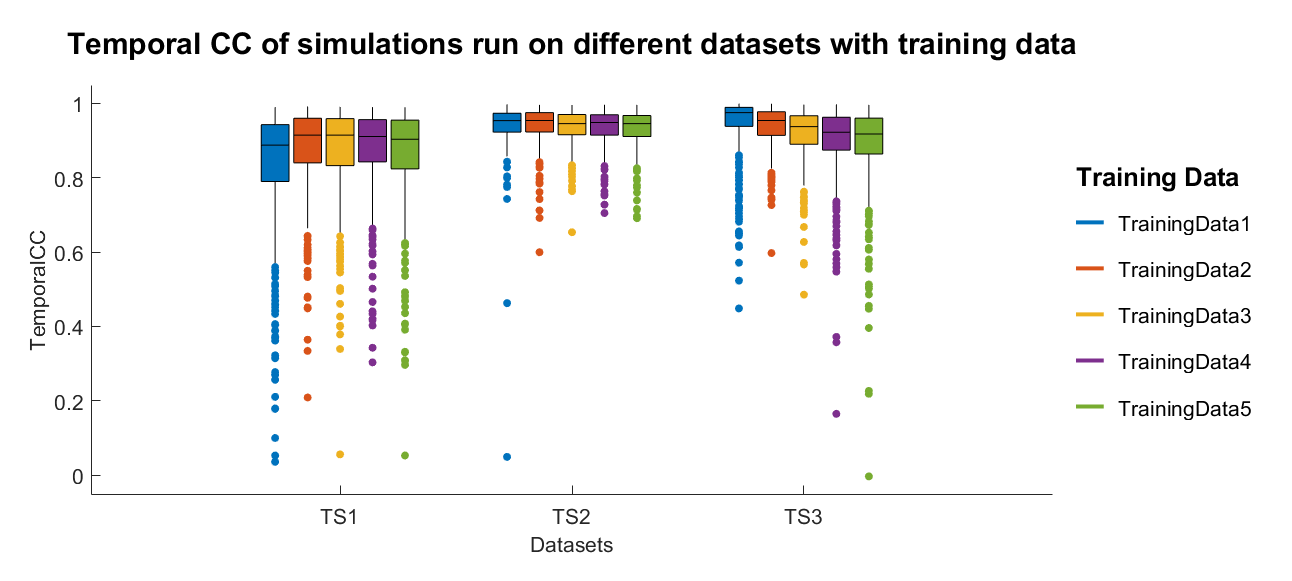 Temporal CC of simulations run on different datasets with training data
TemporalCC
1
0.8
0.6
0.4
0.2
0
TS1
TS2
TS3
Datasets
Training Data
TrainingData1
TrainingData2
TrainingData3
TrainingData4
TrainingData5